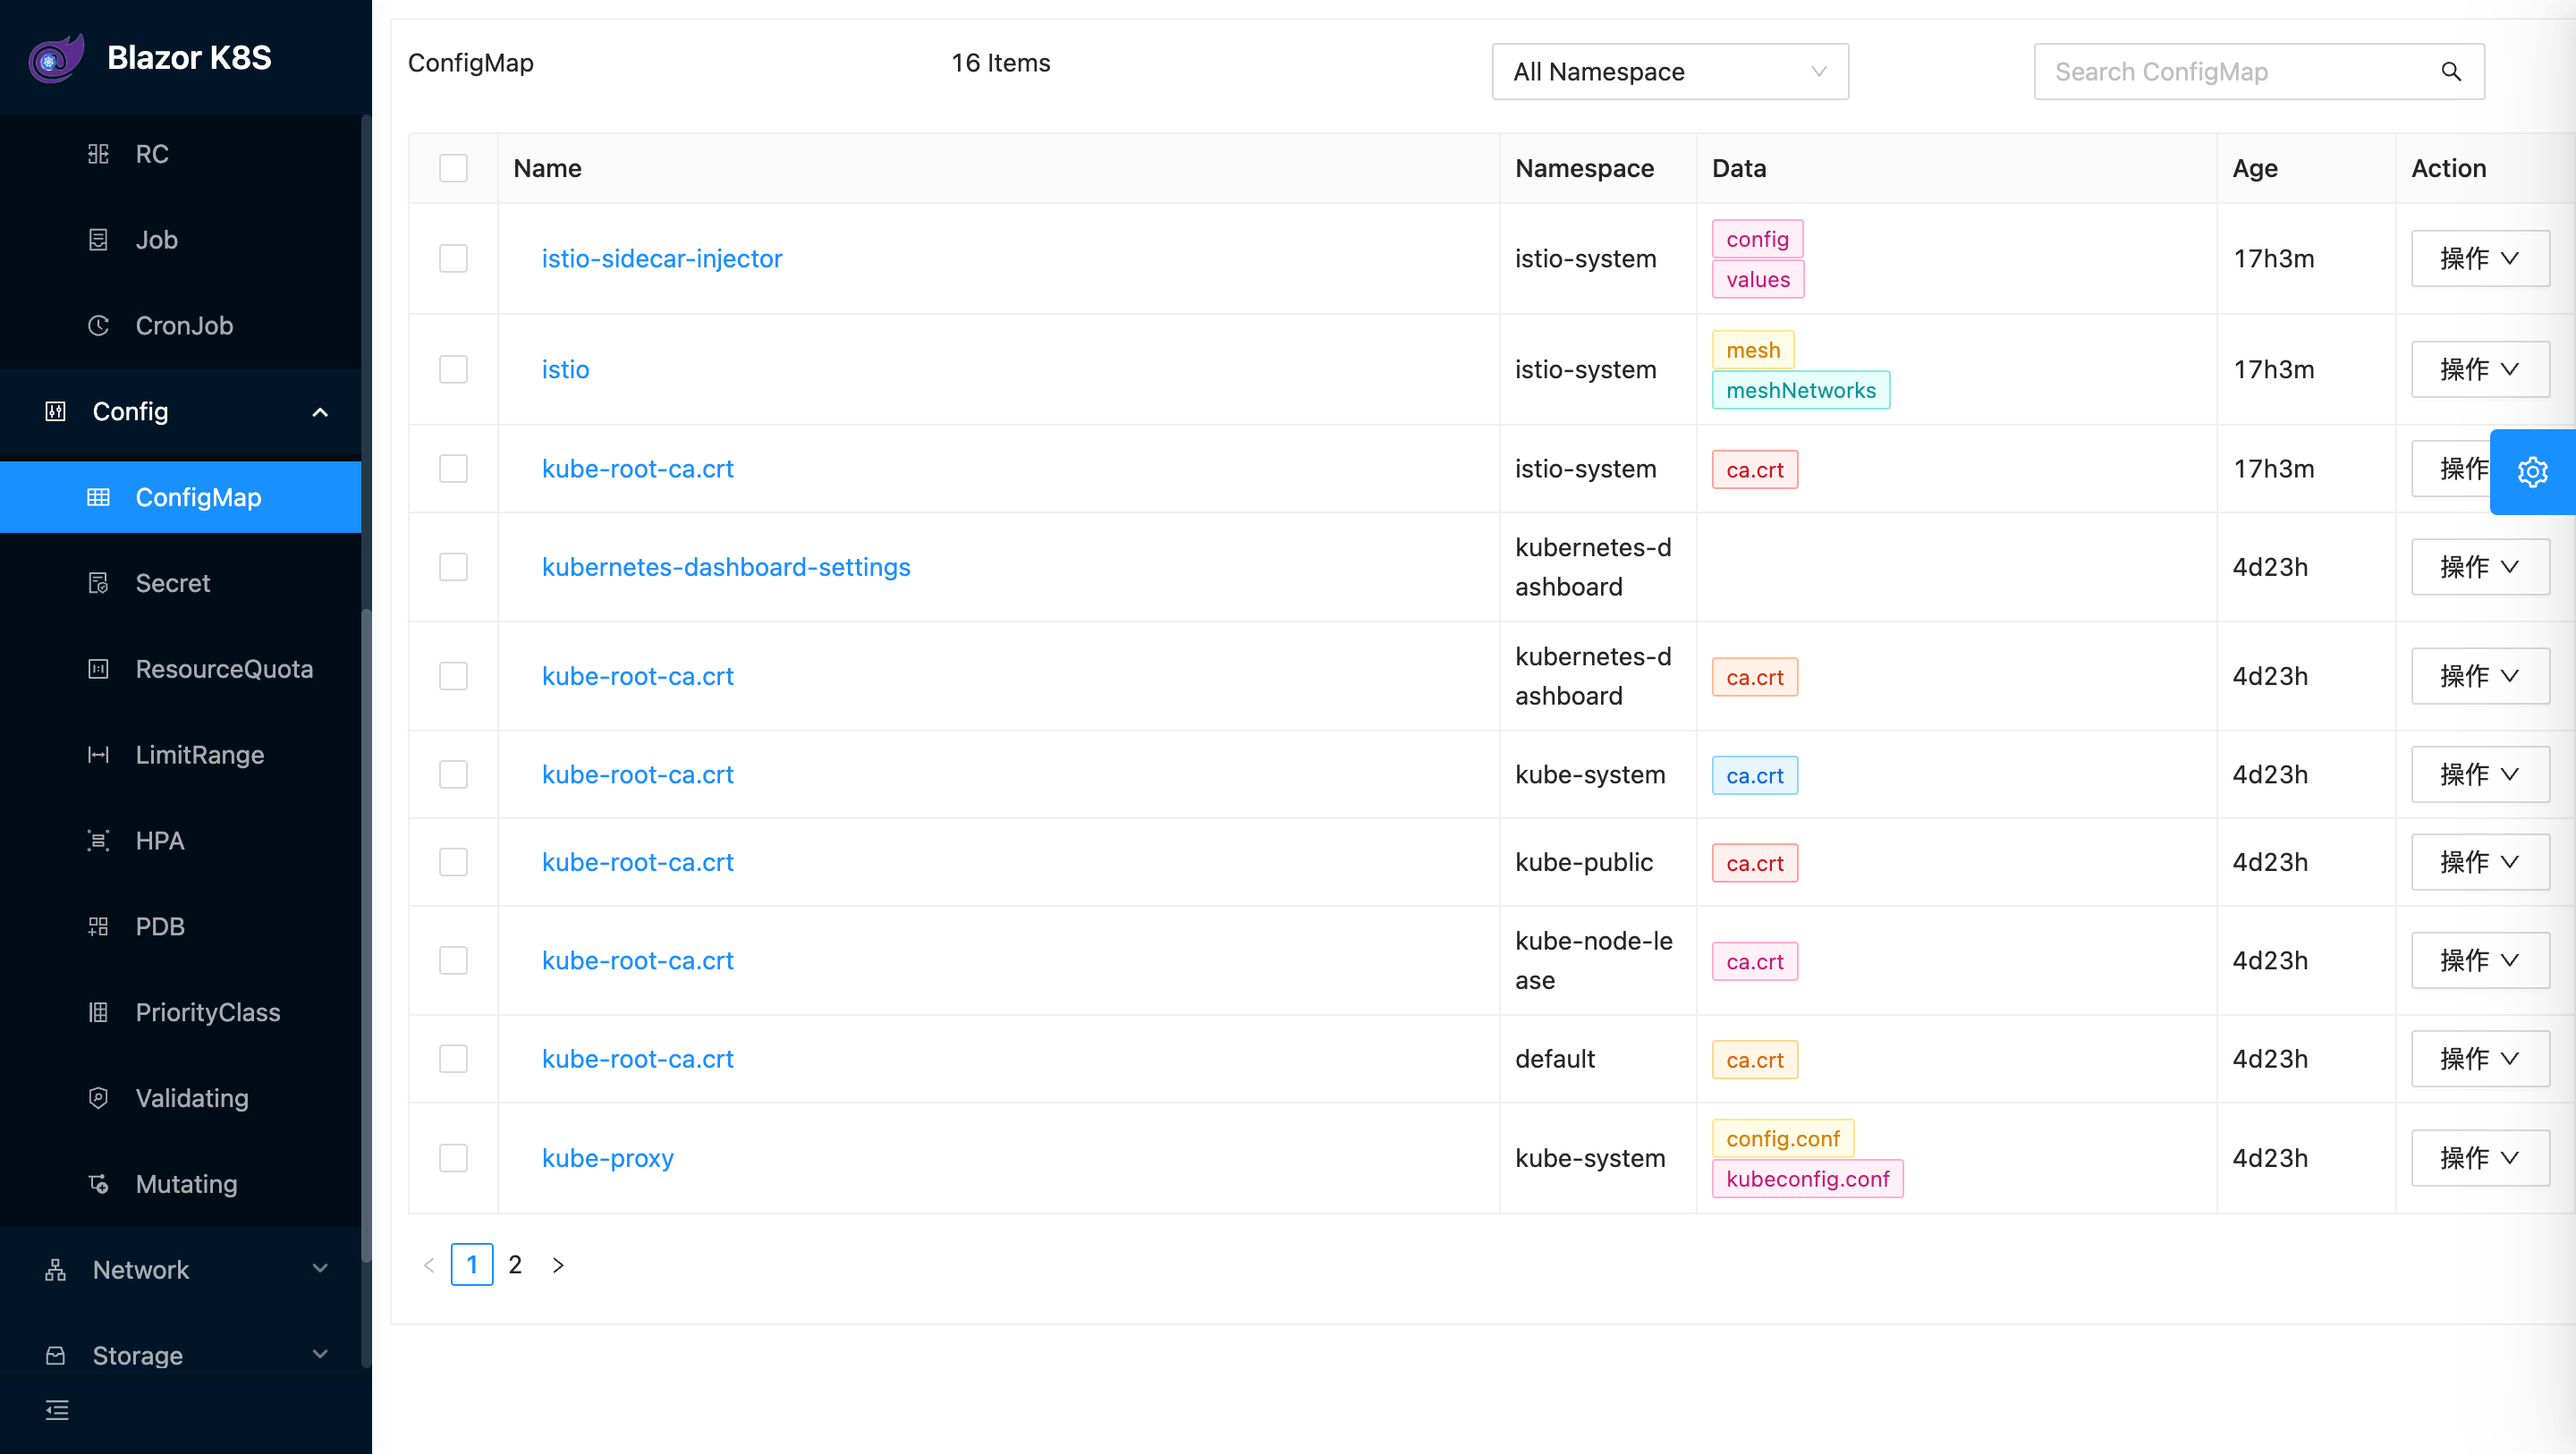 Blazor K8S
RC
Job
CronJob
Config
ConfigMap
Secret
ResourceQuota
LimitRange
HPA
PDB
PriorityClass
Validating
Mutating
Network
Storage
ConfigMap
16 Items
All Namespace
Search ConfigMap
Name Namespace Data Age Action
istio-sidecar-injector istio-system config 17h3m 操作
values
istio istio-system mesh 17h3m 操作
meshNetworks
kube-root-ca.crt istio-system ca.crt 17h3m 操作
kubernetes-dashboard-settings kubernetes-d 4d23h 操作
ashboard
kube-root-ca.crt kubernetes-d ca.crt 4d23h 操作
ashboard
kube-root-ca.crt kube-system ca.crt 4d23h 操作
kube-root-ca.crt kube-public ca.crt 4d23h 操作
kube-root-ca.crt kube-node-le ca.crt 4d23h 操作
ase
kube-root-ca.crt default ca.crt 4d23h 操作
kube-proxy kube-system config.conf 4d23h 操作
kubeconfig.conf
1 2